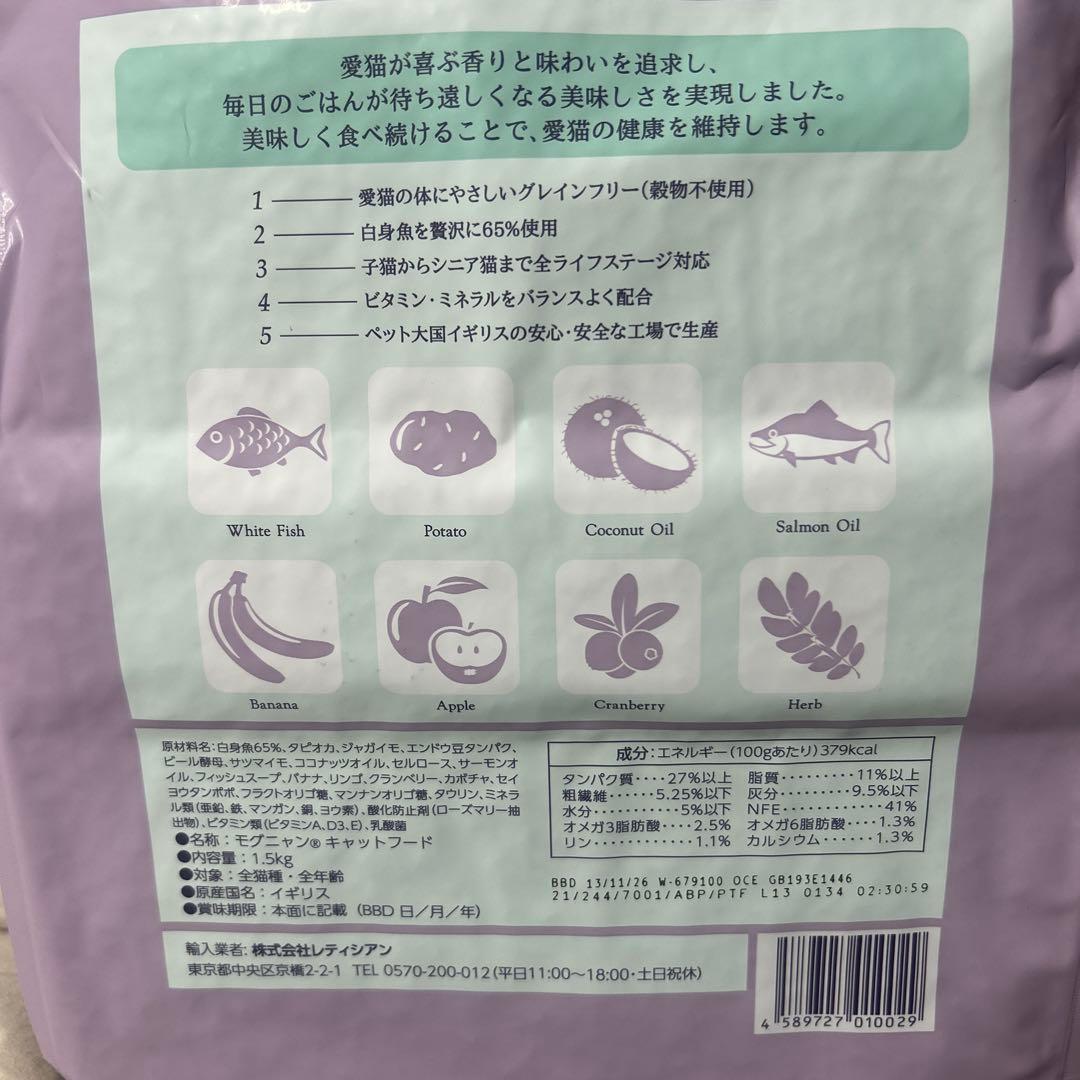 愛猫が喜ぶ香りと味わいを追求し、
毎日のごはんが待ち遠しくなる美味しさを実現しました。
美味しく食べ続けることで、愛猫の健康を維持します。
1 愛猫の体にやさしいグレインフリー（穀物不使用）
2 白身魚を贅沢に65%使用
3 子猫からシニア猫まで全ライフステージ対応
4 ビタミン・ミネラルをバランスよく配合
5 ペット大国イギリスの安心・安全な工場で生産
White Fish
Potato
Coconut Oil
Salmon Oil
Banana
Apple
Cranberry
Herb
原材料名：白身魚65%、タピオカ、ジャガイモ、エンドウ豆タンパク、
ビール酵母、サツマイモ、ココナッツオイル、セルロース、サーモンオ
イル、フィッシュスープ、バナナ、リンゴ、クランベリー、カボチャ、セイ
ヨウタンポポ、フラクトオリゴ糖、マンナンオリゴ糖、タウリン、ミネラ
ル類（亜鉛、鉄、マンガン、銅、ヨウ素）、酸化防止剤（ローズマリー抽
出物）、ビタミン類（ビタミンA、D3、E）、乳酸菌
●名称：モグニャン® キャットフード
●内容量：1.5kg
●対象：全猫種・全年齢
●原産国名：イギリス
●賞味期限：本面に記載（BBD 日／月／年）
成分：エネルギー（100gあたり）379kcal
タンパク質････27%以上 脂質･････････11%以上
粗繊維･･････5.25%以下 灰分･････････9.5%以下
水分･･･････････5%以下 NFE････････････41%
オメガ3脂肪酸････2.5% オメガ6脂肪酸････1.3%
リン････････････1.1% カルシウム･･････1.3%
BBD 13/11/26 W-679100 OCE GB193E1446
21/244/7001/ABP/PTF L13 0134 02:30:59
輸入業者：株式会社レティシアン
東京都中央区京橋2-2-1 TEL 0570-200-012（平日11:00～18:00・土日祝休）
4 589727 010029